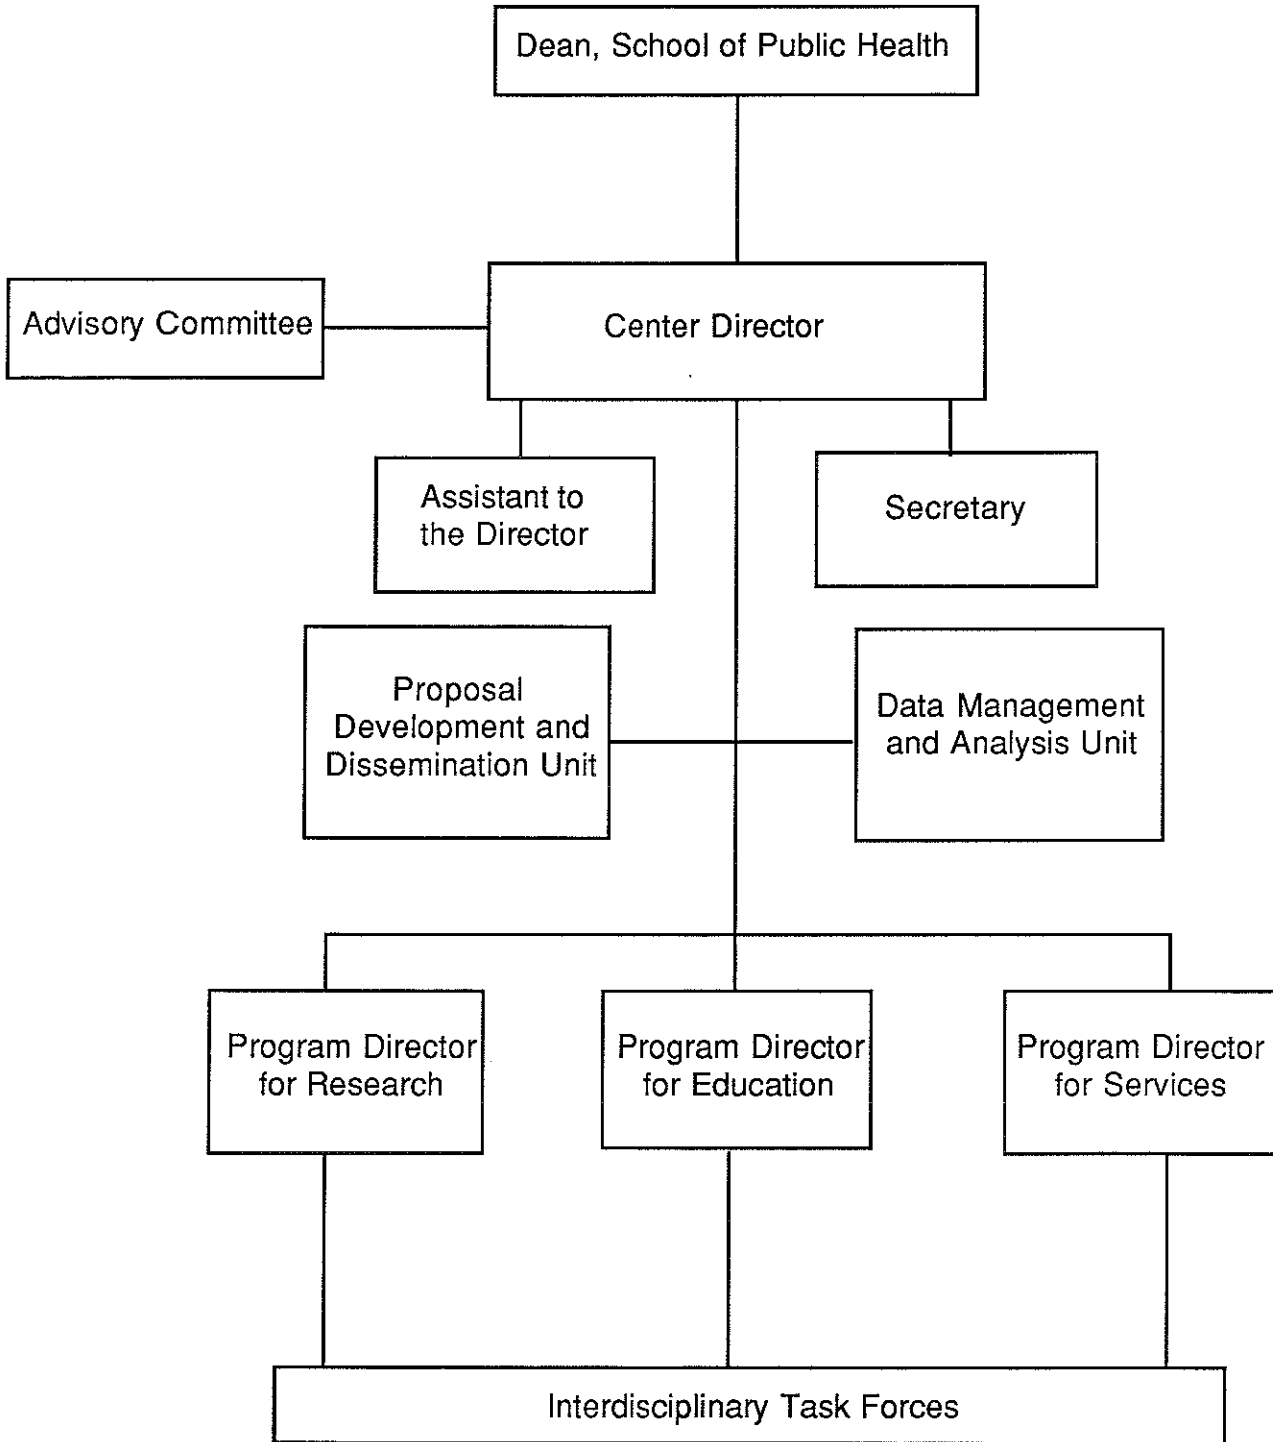 Dean, School of Public Health
Advisory Committee
Center Director
Assistant to
the Director
Secretary
Proposal
Development and
Dissemination Unit
Data Management
and Analysis Unit
Program Director
for Research
Program Director
for Education
Program Director
for Services
Interdisciplinary Task Forces